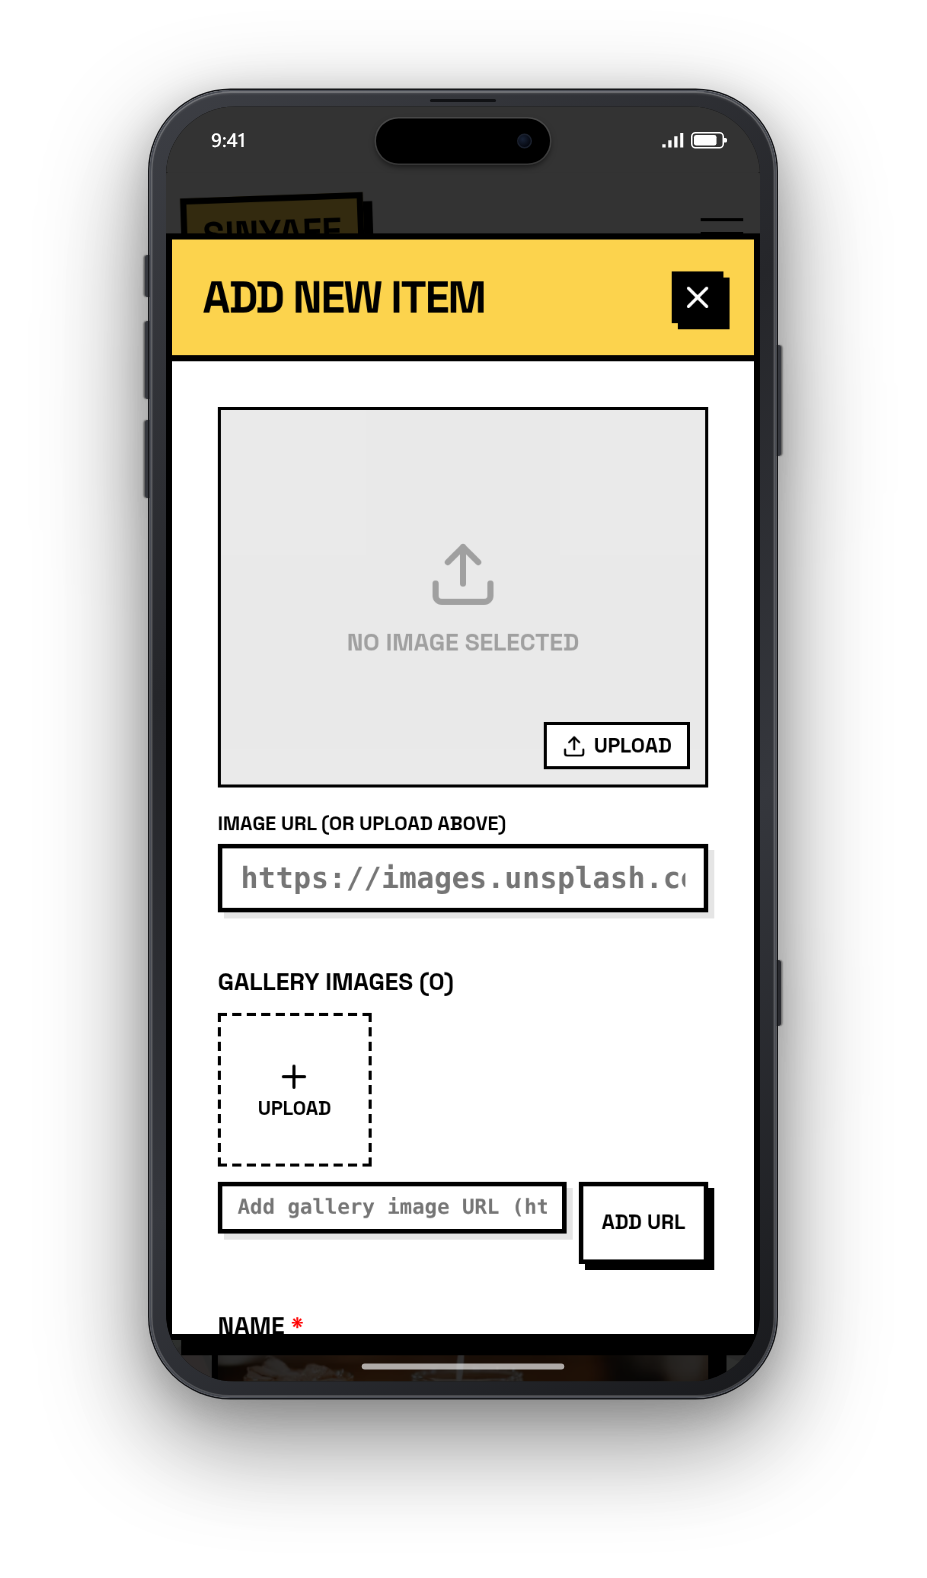 9:41
SINYAFE
ADD NEW ITEM
NO IMAGE SELECTED
UPLOAD
IMAGE URL (OR UPLOAD ABOVE)
https://images.unsplash.c
GALLERY IMAGES (0)
UPLOAD
Add gallery image URL (ht
ADD URL
NAME *